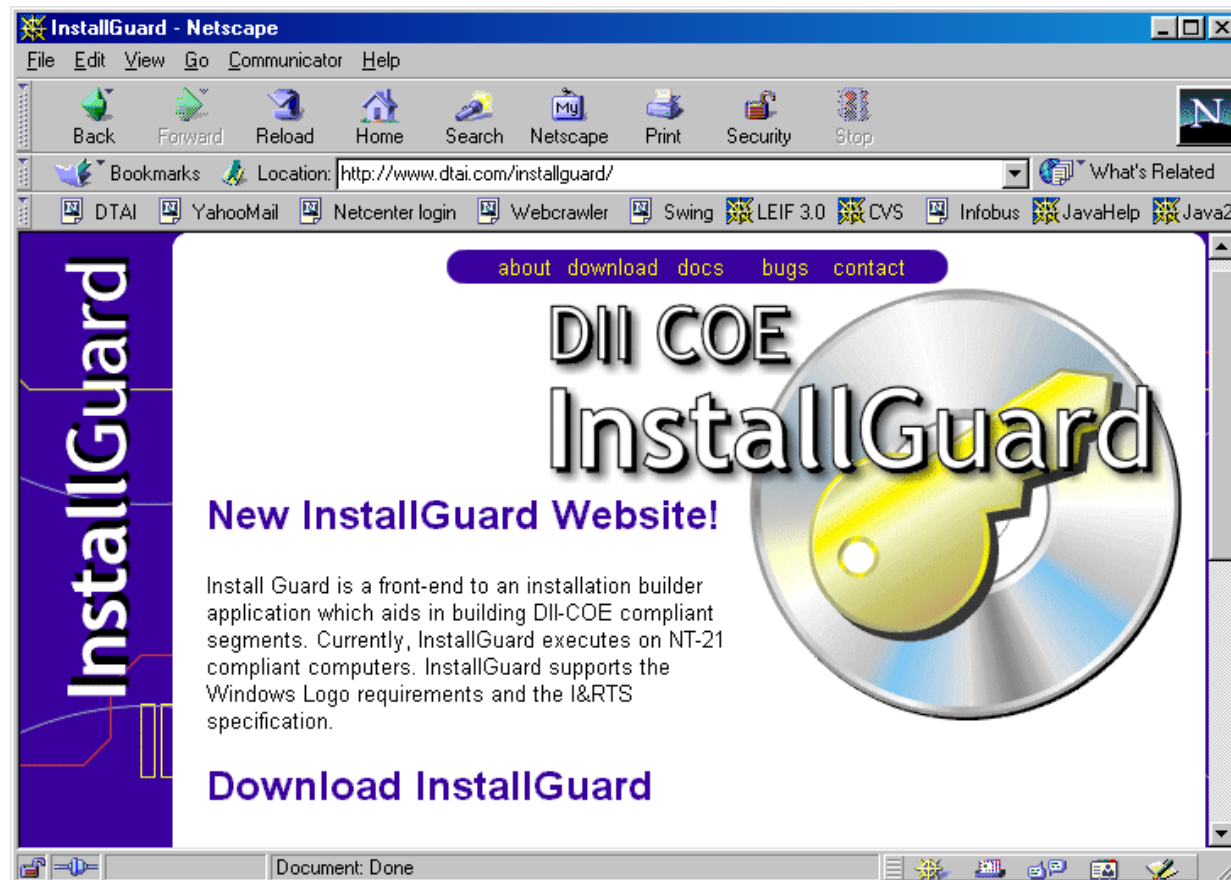 InstallGuard - Netscape
File Edit View Go Communicator Help
Back Forward Reload Home Search Netscape Print Security Stop
My
N
Bookmarks Location: http://www.dtai.com/installguard/ What's Related
DTAI YahooMail Netcenter login Webcrawler Swing LEIF 3.0 CVS Infobus JavaHelp Java2
InstallGuard
about download docs bugs contact
DII COE
InstallGuard
New InstallGuard Website!
Install Guard is a front-end to an installation builder
application which aids in building DII-COE compliant
segments. Currently, InstallGuard executes on NT-21
compliant computers. InstallGuard supports the
Windows Logo requirements and the I&RTS
specification.
Download InstallGuard
Document: Done